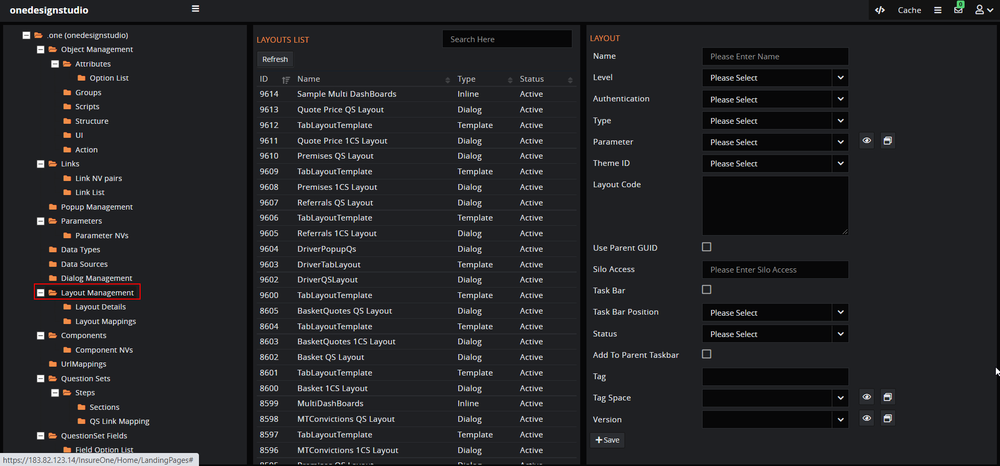 onedesignstudio
Cache
0
.one (onedesignstudio)
Object Management
Attributes
Option List
Groups
Scripts
Structure
UI
Action
Links
Link NV pairs
Link List
Popup Management
Parameters
Parameter NVs
Data Types
Data Sources
Dialog Management
Layout Management
Layout Details
Layout Mappings
Components
Component NVs
UrlMappings
Question Sets
Steps
Sections
QS Link Mapping
QuestionSet Fields
Field Option List
https://183.82.123.14/InsureOne/Home/LandingPages#
LAYOUTS LIST
Search Here
Refresh
ID Name Type Status
9614 Sample Multi DashBoards Inline Active
9613 Quote Price QS Layout Dialog Active
9612 TabLayoutTemplate Template Active
9611 Quote Price 1CS Layout Dialog Active
9610 Premises QS Layout Dialog Active
9609 TabLayoutTemplate Template Active
9608 Premises 1CS Layout Dialog Active
9607 Referrals QS Layout Dialog Active
9606 TabLayoutTemplate Template Active
9605 Referrals 1CS Layout Dialog Active
9604 DriverPopupQs Dialog Active
9603 DriverTabLayout Template Active
9602 DriverQSLayout Dialog Active
9600 TabLayoutTemplate Template Active
8605 BasketQuotes QS Layout Dialog Active
8604 TabLayoutTemplate Template Active
8603 BasketQuotes 1CS Layout Dialog Active
8602 Basket QS Layout Dialog Active
8601 TabLayoutTemplate Template Active
8600 Basket 1CS Layout Dialog Active
8599 MultiDashBoards Inline Active
8598 MTConvictions QS Layout Dialog Active
8597 TabLayoutTemplate Template Active
8596 MTConvictions 1CS Layout Dialog Active
8595 Premises QS Layout Dialog Active
LAYOUT
Name Please Enter Name
Level Please Select
Authentication Please Select
Type Please Select
Parameter Please Select
Theme ID Please Select
Layout Code
Use Parent GUID
Silo Access Please Enter Silo Access
Task Bar
Task Bar Position Please Select
Status Please Select
Add To Parent Taskbar
Tag
Tag Space
Version
+Save